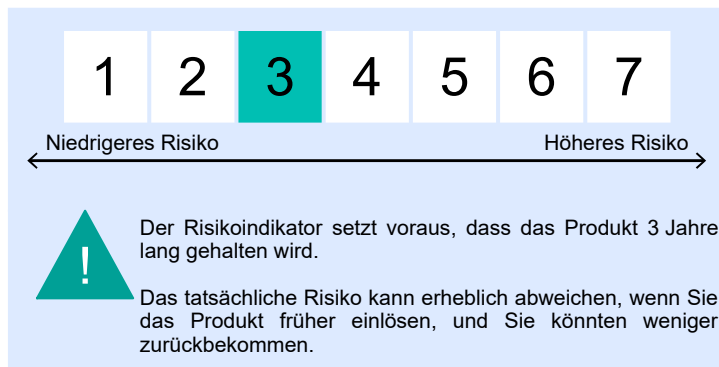 1 2 3 4 5 6 7
Niedrigeres Risiko Höheres Risiko
!
Der Risikoindikator setzt voraus, dass das Produkt 3 Jahre
lang gehalten wird.
Das tatsächliche Risiko kann erheblich abweichen, wenn Sie
das Produkt früher einlösen, und Sie könnten weniger
zurückbekommen.